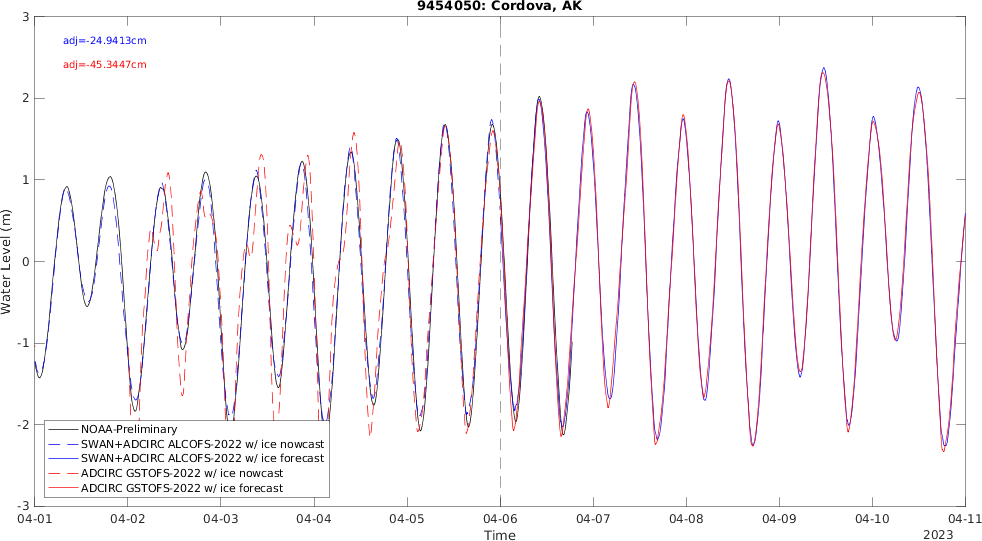 9454050: Cordova, AK
adj=-24.9413cm
adj=-45.3447cm
3
2
1
0
-1
-2
-3
Water Level (m)
NOAA-Preliminary
SWAN+ADCIRC ALCOFS-2022 w/ ice nowcast
SWAN+ADCIRC ALCOFS-2022 w/ ice forecast
ADCIRC GSTOFS-2022 w/ ice nowcast
ADCIRC GSTOFS-2022 w/ ice forecast
04-01 04-02 04-03 04-04 04-05 04-06 04-07 04-08 04-09 04-10 04-11
Time
2023